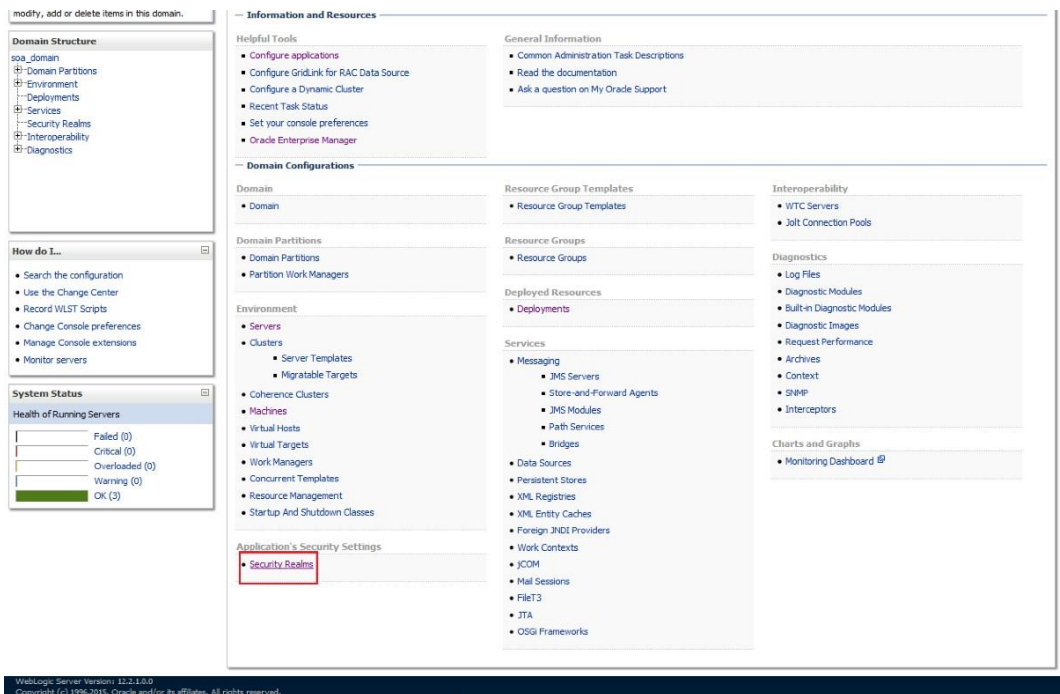 modify, add or delete items in this domain.
Domain Structure
soa_domain
Domain Partitions
Environment
Deployments
Services
Security Realms
Interoperability
Diagnostics
How do I...
Search the configuration
Use the Change Center
Record WLST Scripts
Change Console preferences
Manage Console extensions
Monitor servers
System Status
Health of Running Servers
Failed (0)
Critical (0)
Overloaded (0)
Warning (0)
OK (3)
Information and Resources
Helpful Tools
Configure applications
Configure GridLink for RAC Data Source
Configure a Dynamic Cluster
Recent Task Status
Set your console preferences
Oracle Enterprise Manager
General Information
Common Administration Task Descriptions
Read the documentation
Ask a question on My Oracle Support
Domain Configurations
Domain
Domain
Domain Partitions
Domain Partitions
Partition Work Managers
Environment
Servers
Clusters
Server Templates
Migratable Targets
Coherence Clusters
Machines
Virtual Hosts
Virtual Targets
Work Managers
Concurrent Templates
Resource Management
Startup And Shutdown Classes
Application's Security Settings
Security Realms
Resource Group Templates
Resource Group Templates
Resource Groups
Resource Groups
Deployed Resources
Deployments
Services
Messaging
JMS Servers
Store-and-Forward Agents
JMS Modules
Path Services
Bridges
Data Sources
Persistent Stores
XML Registries
XML Entity Caches
Foreign JNDI Providers
Work Contexts
jCOM
Mail Sessions
FileT3
JTA
OSGi Frameworks
Interoperability
WTC Servers
Jolt Connection Pools
Diagnostics
Log Files
Diagnostic Modules
Built-in Diagnostic Modules
Diagnostic Images
Request Performance
Archives
Context
SNMP
Interceptors
Charts and Graphs
Monitoring Dashboard
WebLogic Server Version: 12.2.1.0.0
Copyright (c) 1996,2015, Oracle and/or its affiliates. All rights reserved.